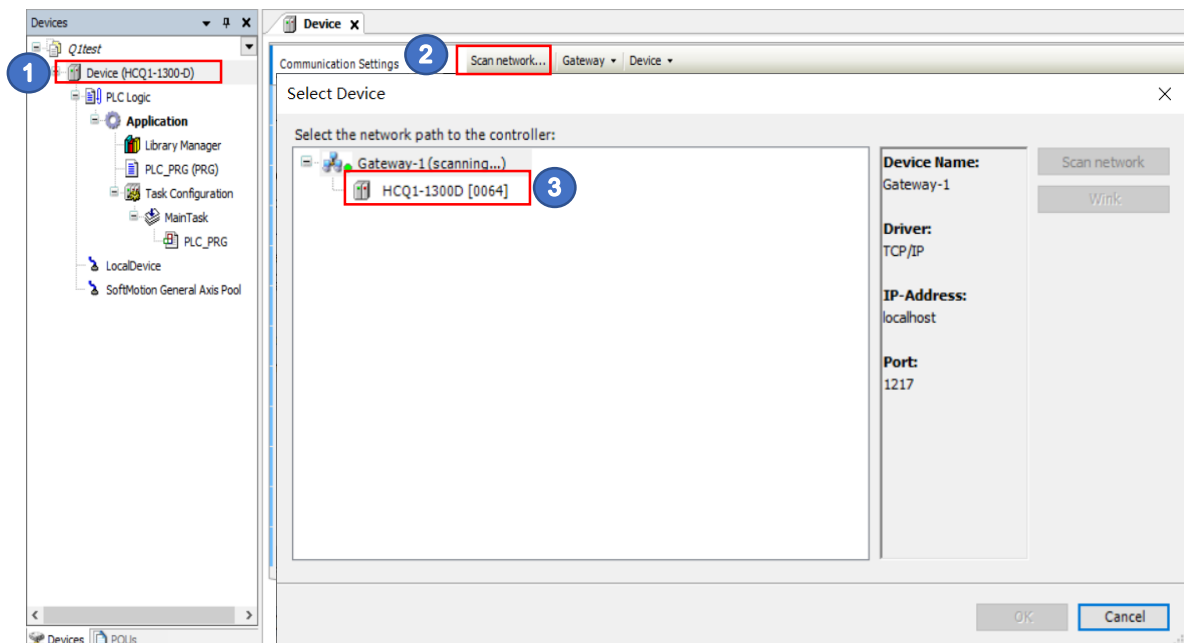 Devices
Q1test
1
Device (HCQ1-1300-D)
PLC Logic
Application
Library Manager
PLC_PRG (PRG)
Task Configuration
MainTask
PLC_PRG
LocalDevice
SoftMotion General Axis Pool
Devices
POUs
Device
Communication Settings
2
Scan network...
Gateway
Device
Select Device
Select the network path to the controller:
Gateway-1 (scanning...)
HCQ1-1300D [0064]
3
Device Name:
Gateway-1
Driver:
TCP/IP
IP-Address:
localhost
Port:
1217
Scan network
Wink
OK
Cancel